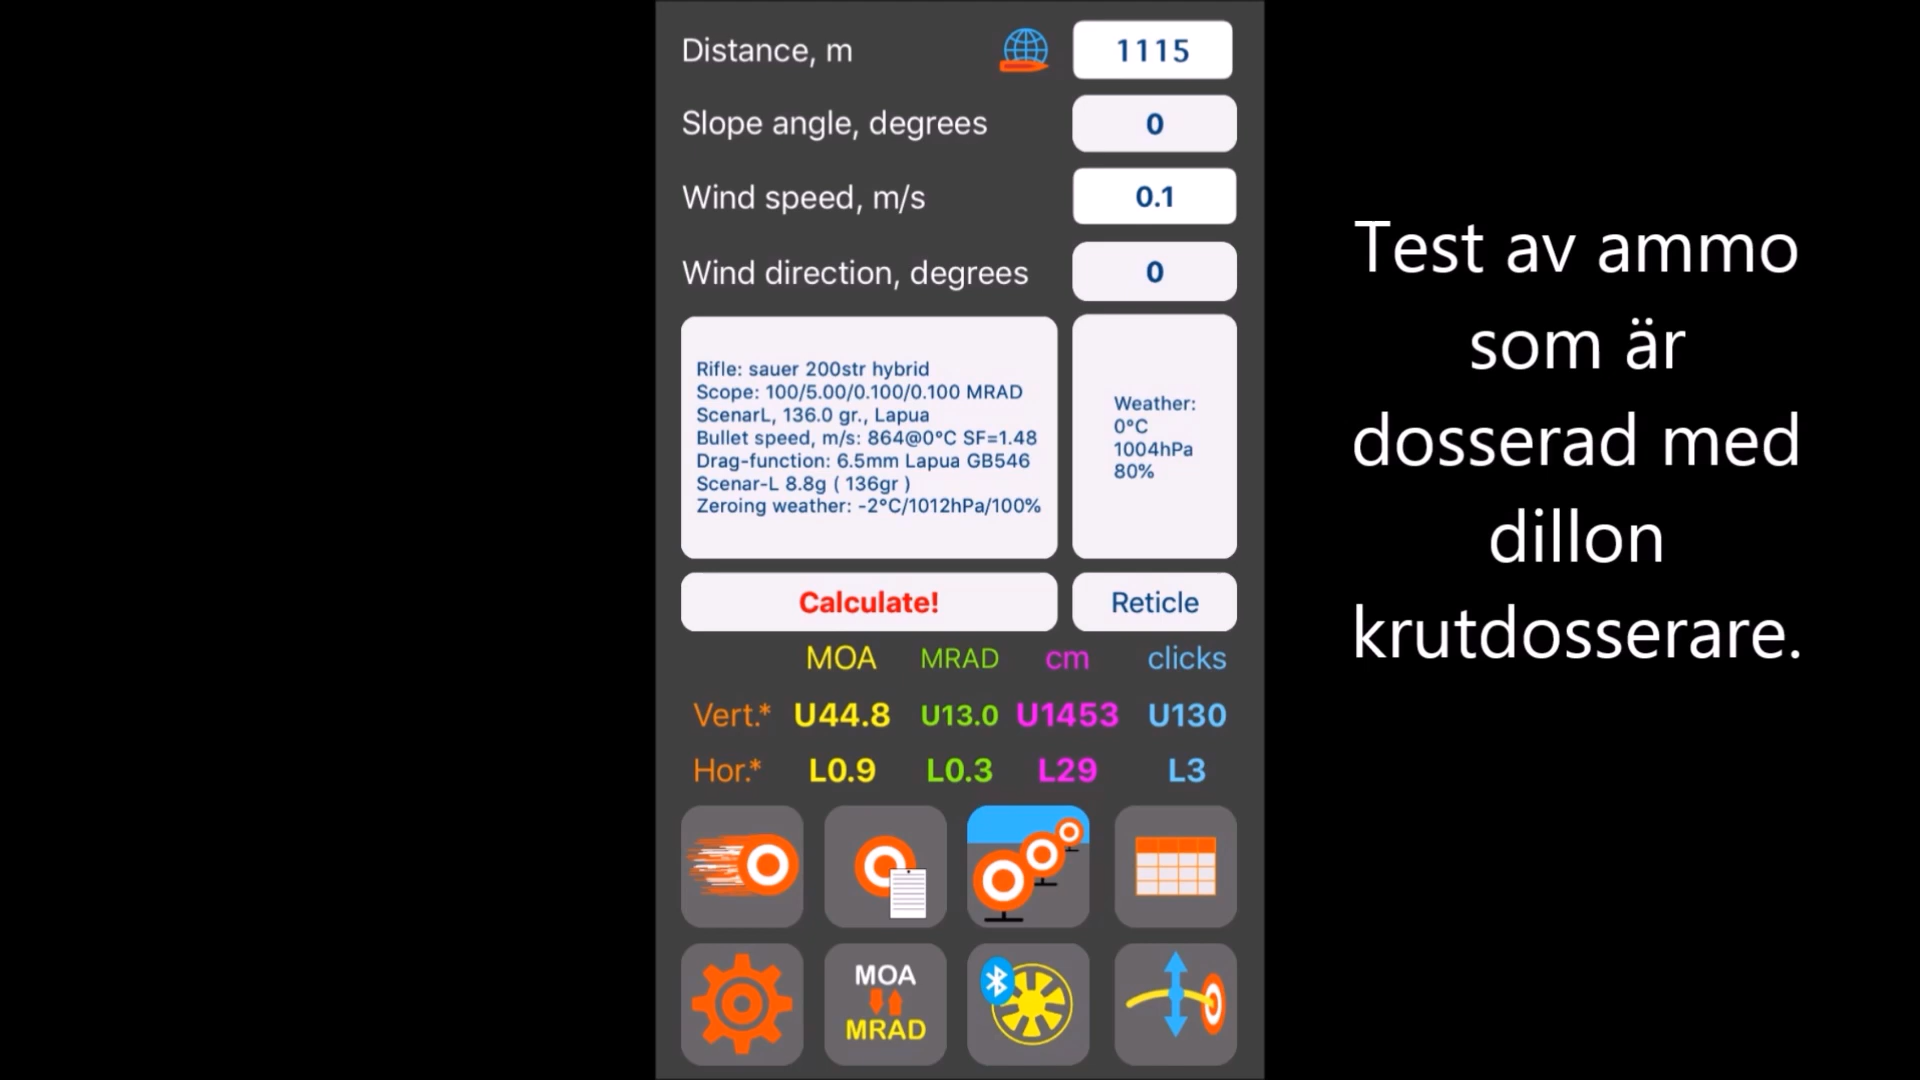 Distance, m 1115
Slope angle, degrees 0
Wind speed, m/s 0.1
Wind direction, degrees 0
Rifle: sauer 200str hybrid
Scope: 100/5.00/0.100/0.100 MRAD
ScenarL, 136.0 gr., Lapua
Bullet speed, m/s: 864@0°C SF=1.48
Drag-function: 6.5mm Lapua GB546
Scenar-L 8.8g ( 136gr )
Zeroing weather: -2°C/1012hPa/100%
Weather:
0°C
1004hPa
80%
Calculate! Reticle
MOA MRAD cm clicks
Vert.* U44.8 U13.0 U1453 U130
Hor.* L0.9 L0.3 L29 L3
MOA
MRAD
Test av ammo
som är
dosserad med
dillon
krutdosserare.